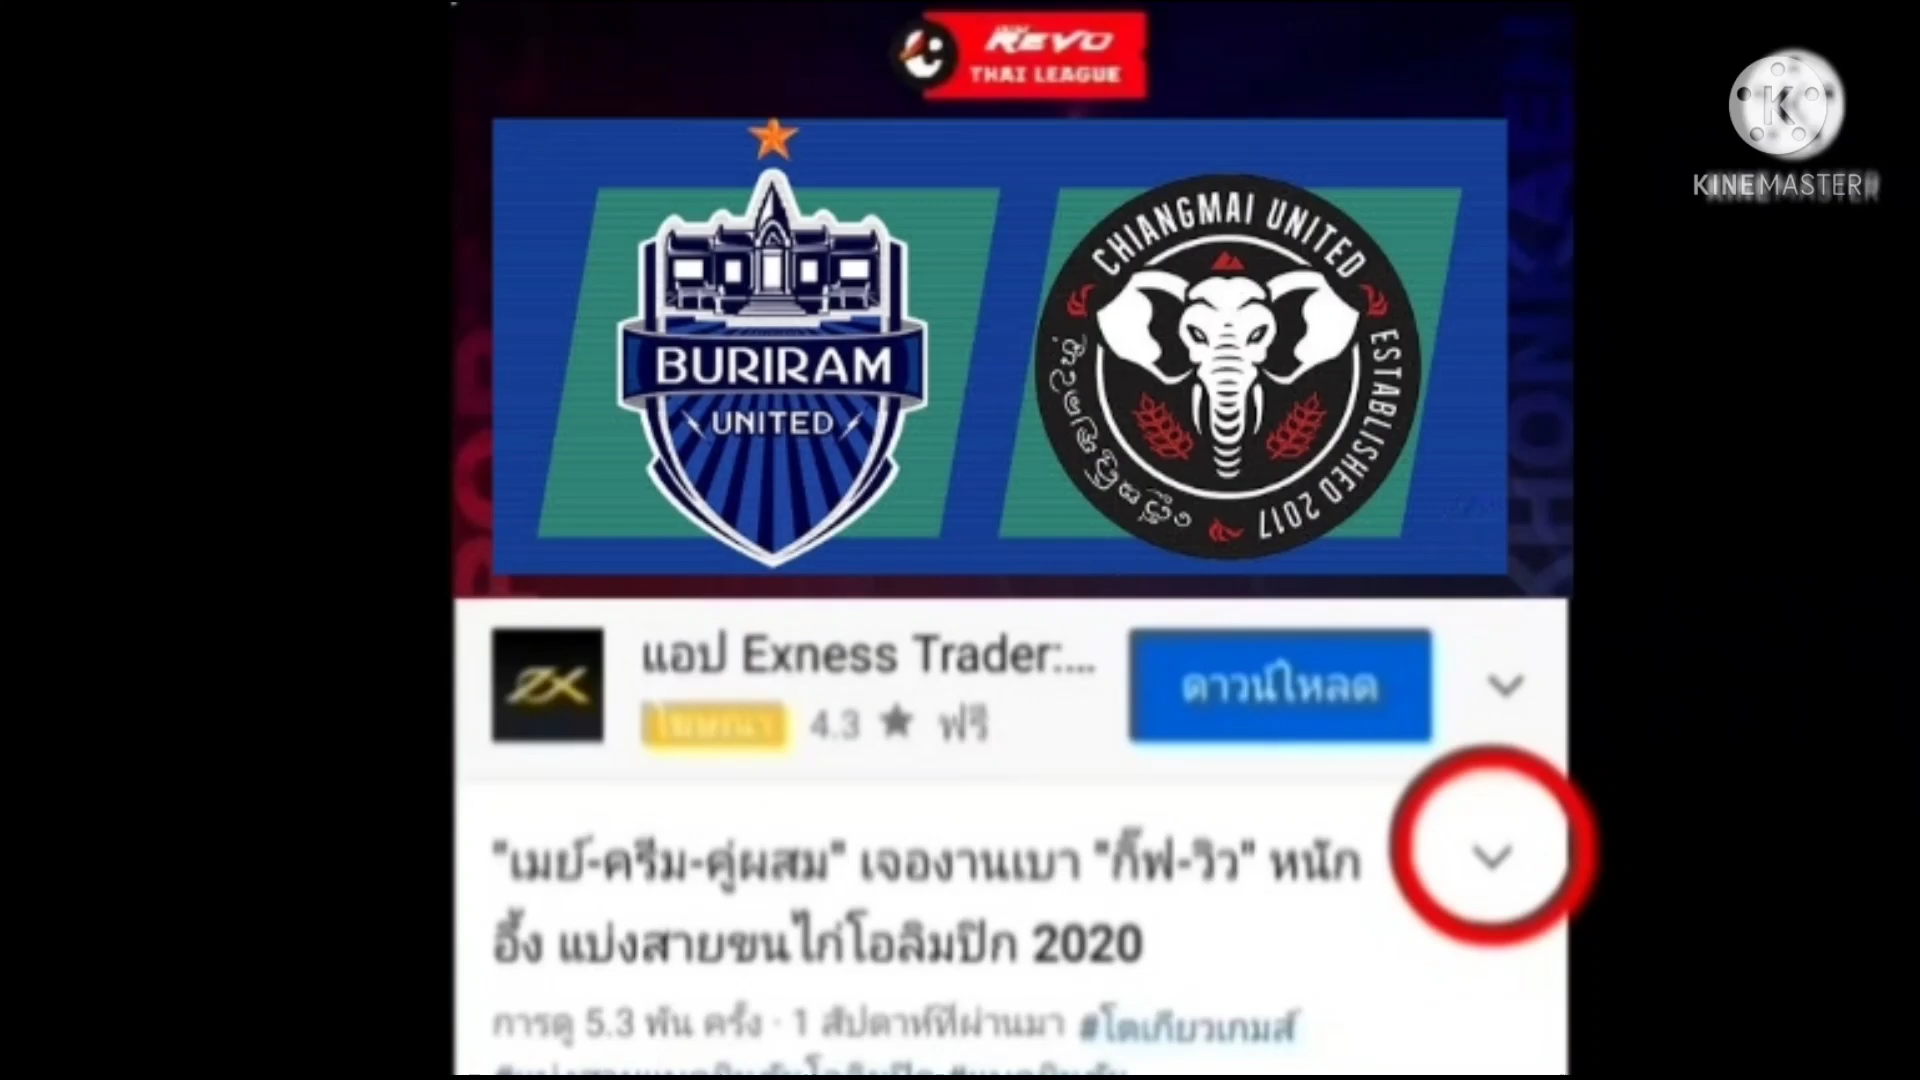 REVO
THAI LEAGUE
KINEMASTER
BURIRAM
UNITED
CHIANGMAI UNITED
ESTABLISHED 2017
แอป Exness Trader:...
ดาวน์โหลด
โฆษณา 4.3 ★ ฟรี
"เมย์-ครีม-คู่ผสม" เจองานเบา "กิ๊ฟ-วิว" หนัก
อึ้ง แบ่งสายขนไก่โอลิมปิก 2020
การดู 5.3 พัน ครั้ง · 1 สัปดาห์ที่ผ่านมา #โตเกียวเกมส์